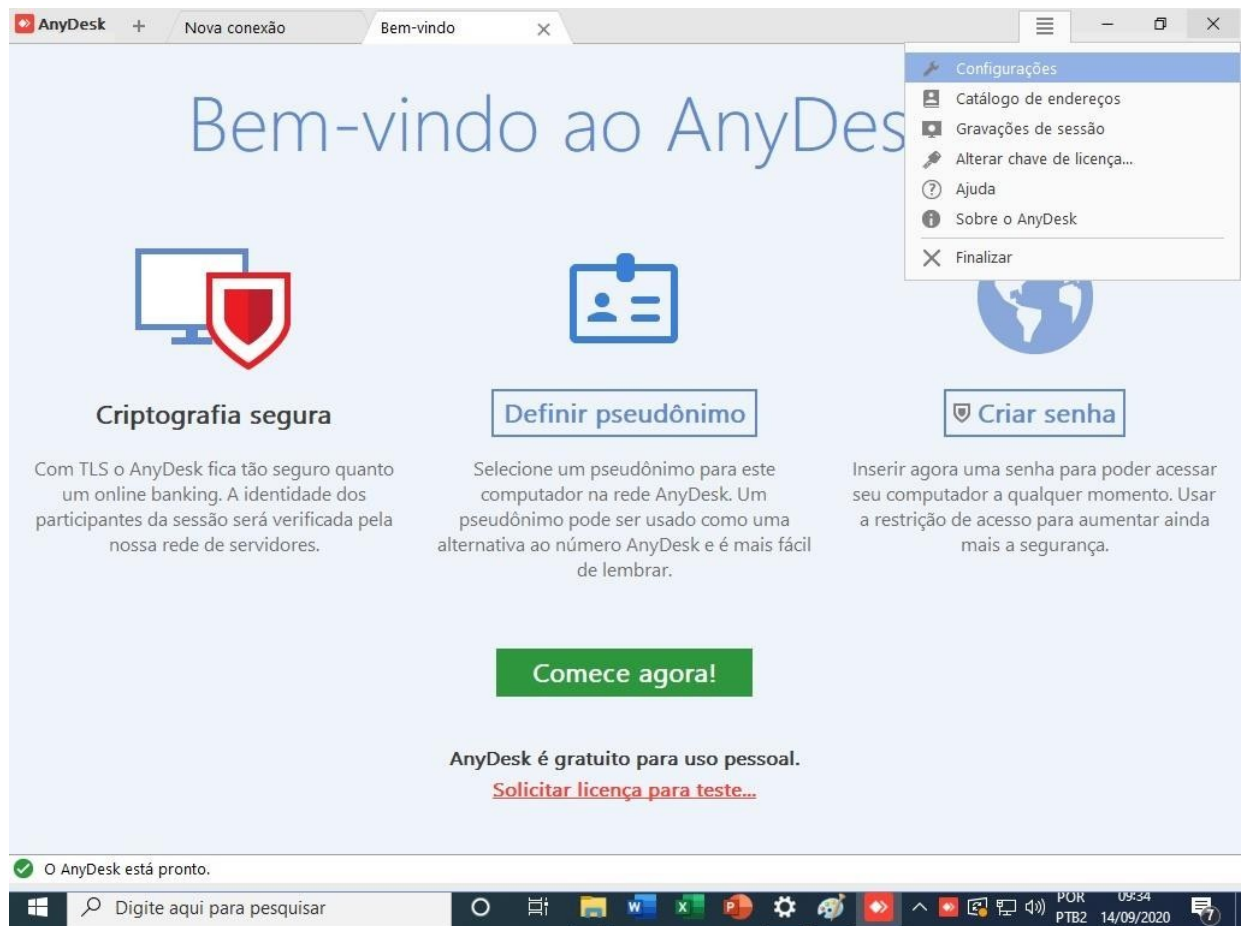 AnyDesk
Nova conexão
Bem-vindo
Configurações
Catálogo de endereços
Gravações de sessão
Alterar chave de licença...
Ajuda
Sobre o AnyDesk
Finalizar
Bem-vindo ao AnyDes
Criptografia segura
Com TLS o AnyDesk fica tão seguro quanto
um online banking. A identidade dos
participantes da sessão será verificada pela
nossa rede de servidores.
Definir pseudônimo
Selecione um pseudônimo para este
computador na rede AnyDesk. Um
pseudônimo pode ser usado como uma
alternativa ao número AnyDesk e é mais fácil
de lembrar.
Criar senha
Inserir agora uma senha para poder acessar
seu computador a qualquer momento. Usar
a restrição de acesso para aumentar ainda
mais a segurança.
Comece agora!
AnyDesk é gratuito para uso pessoal.
Solicitar licença para teste...
O AnyDesk está pronto.
Digite aqui para pesquisar
W
X
P
POR
PTB2
09:34
14/09/2020
7